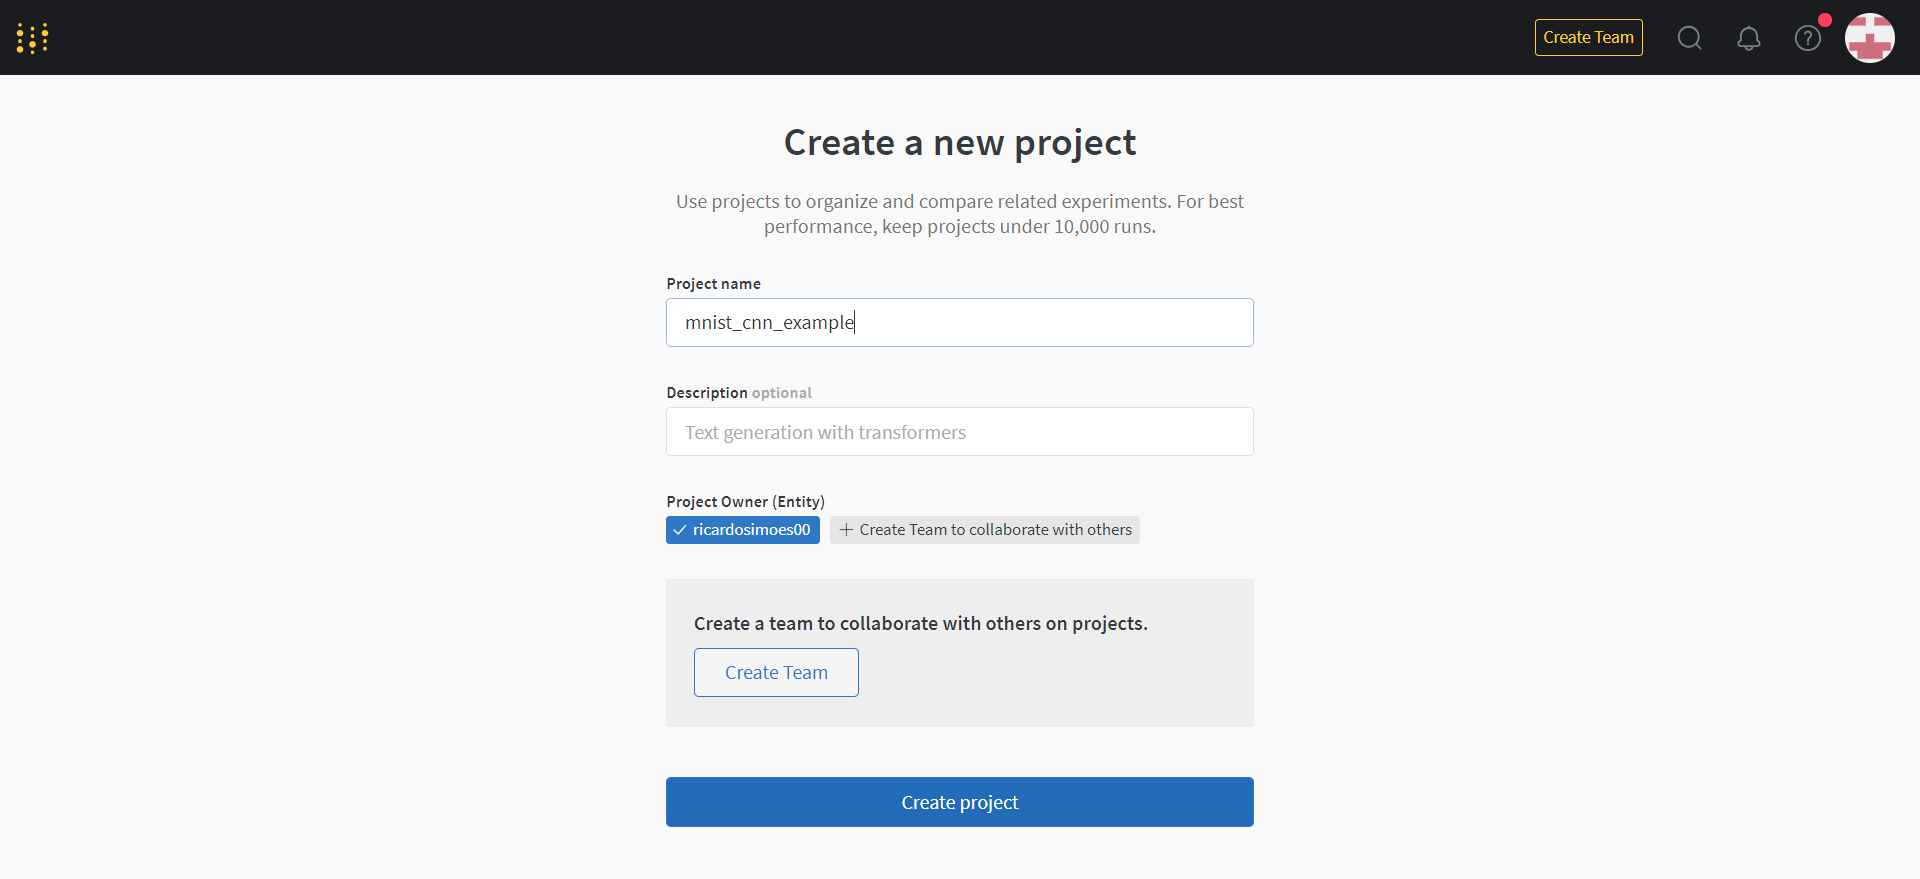 Create Team
Create a new project
Use projects to organize and compare related experiments. For best
performance, keep projects under 10,000 runs.
Project name
mnist_cnn_example
Description optional
Text generation with transformers
Project Owner (Entity)
ricardosimoes00 Create Team to collaborate with others
Create a team to collaborate with others on projects.
Create Team
Create project